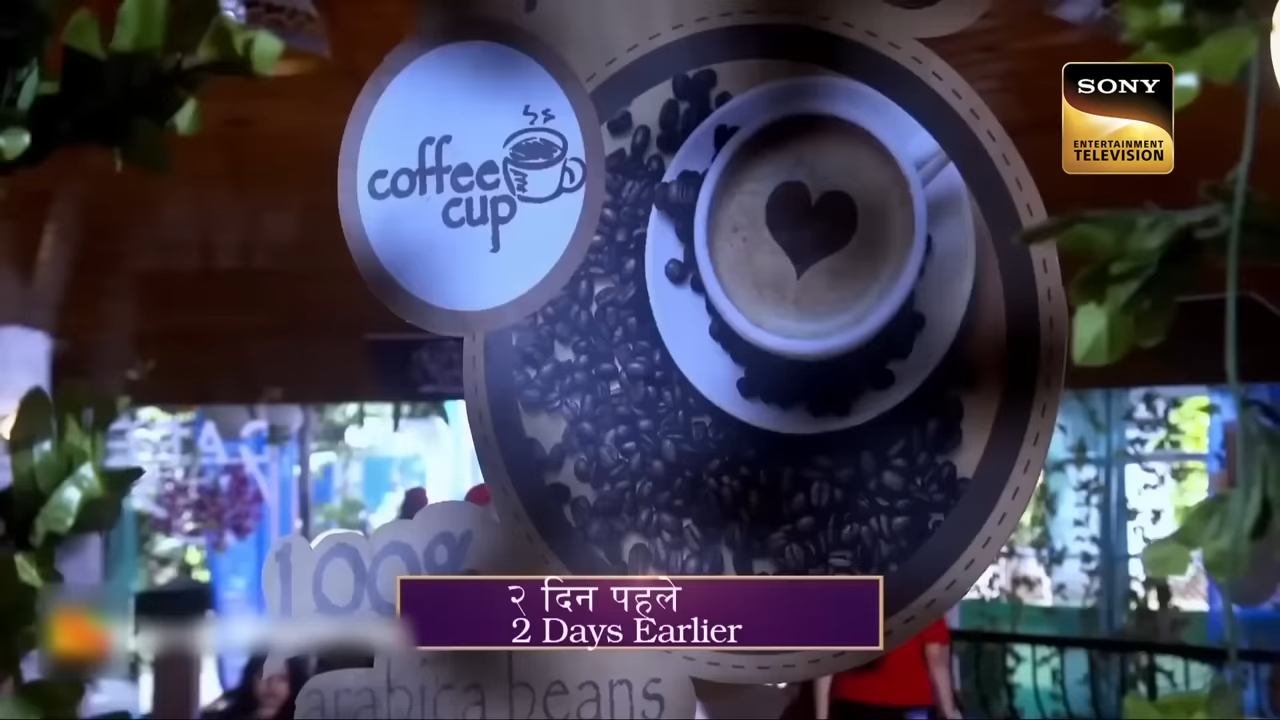 SONY
ENTERTAINMENT
TELEVISION
coffee
cup
100%
२ दिन पहले
2 Days Earlier
arabica beans